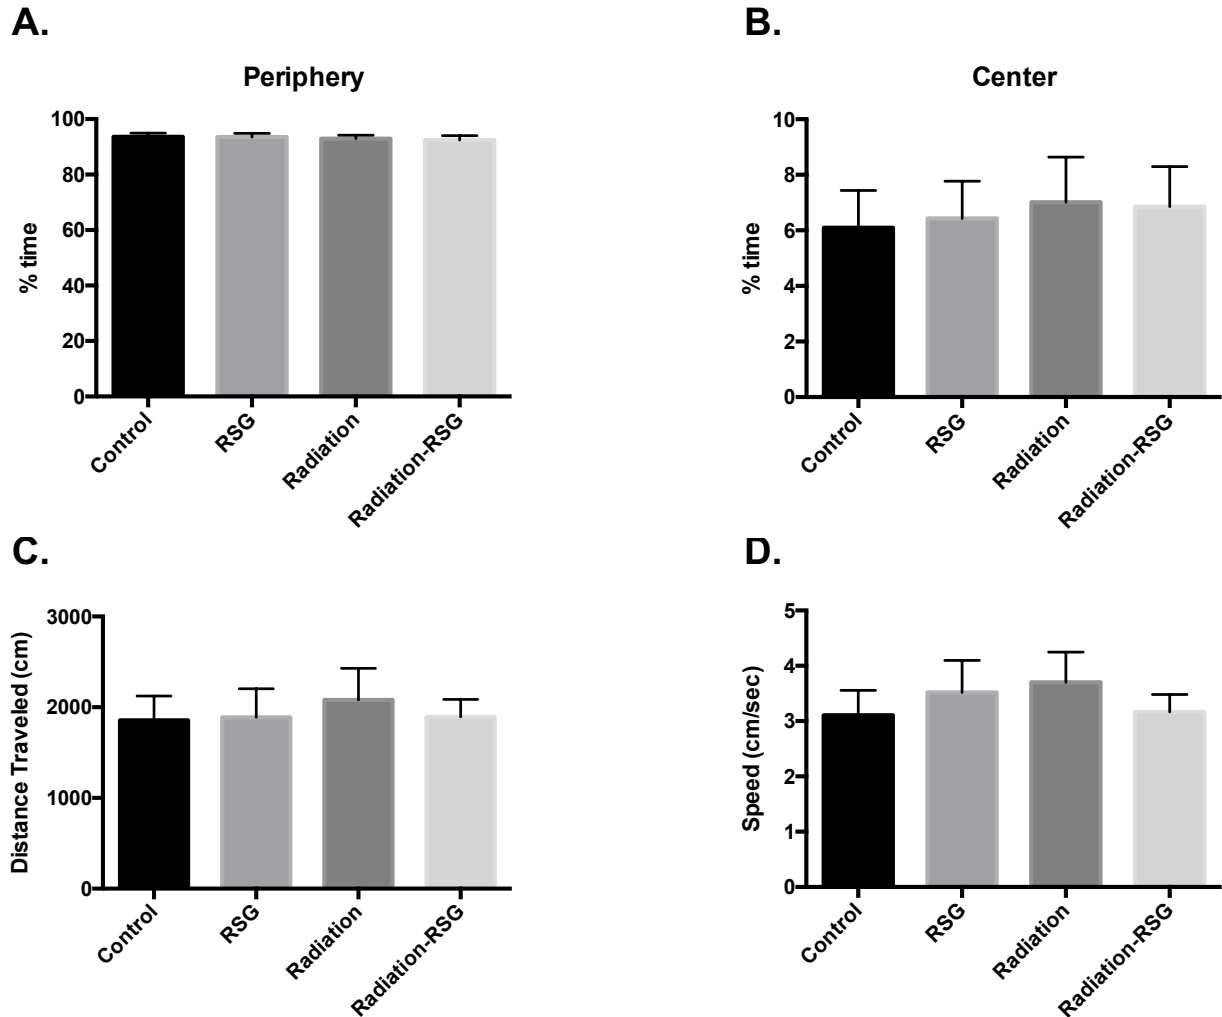 A.
Periphery
% time
100
80
60
40
20
0
Control
RSG
Radiation
Radiation-RSG
B.
Center
% time
10
8
6
4
2
0
Control
RSG
Radiation
Radiation-RSG
C.
Distance Traveled (cm)
3000
2000
1000
0
Control
RSG
Radiation
Radiation-RSG
D.
Speed (cm/sec)
5
4
3
2
1
0
Control
RSG
Radiation
Radiation-RSG